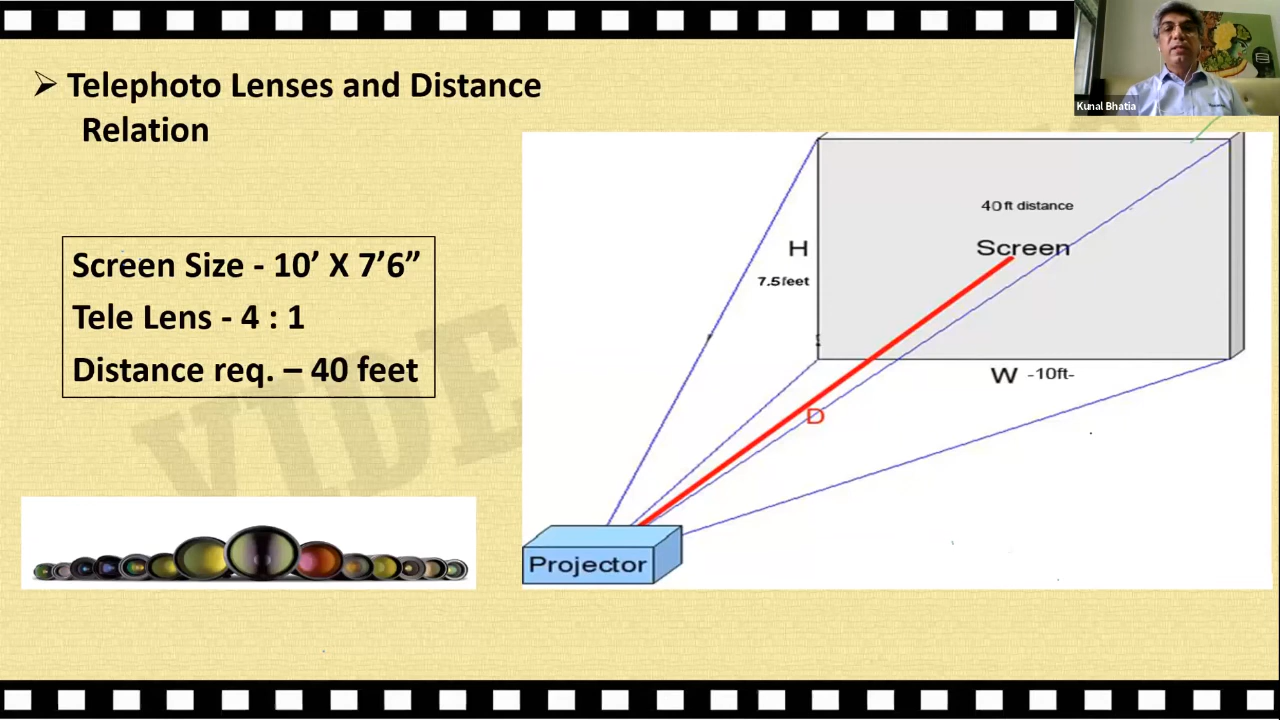 Kunal Bhatia
➢ Telephoto Lenses and Distance
Relation
Screen Size - 10’ X 7’6”
Tele Lens - 4 : 1
Distance req. – 40 feet
40 ft distance
Screen
H
7.5 feet
W -10ft-
D
Projector
VIDE